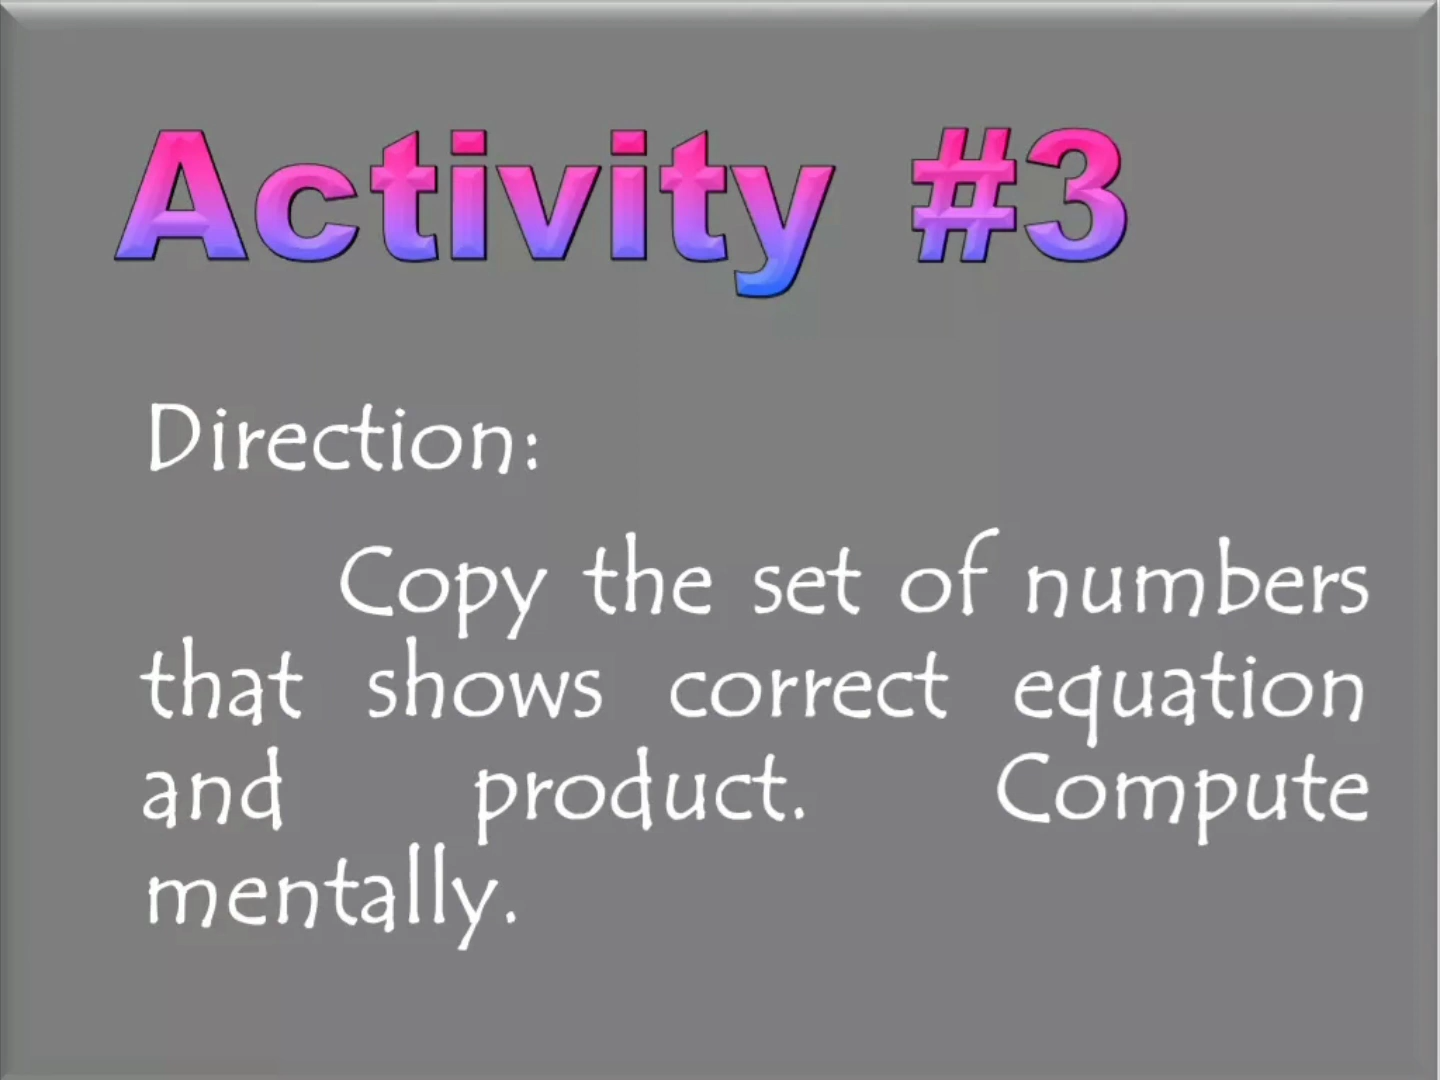 Activity #3
Direction:
Copy the set of numbers
that shows correct equation
and product. Compute
mentally.